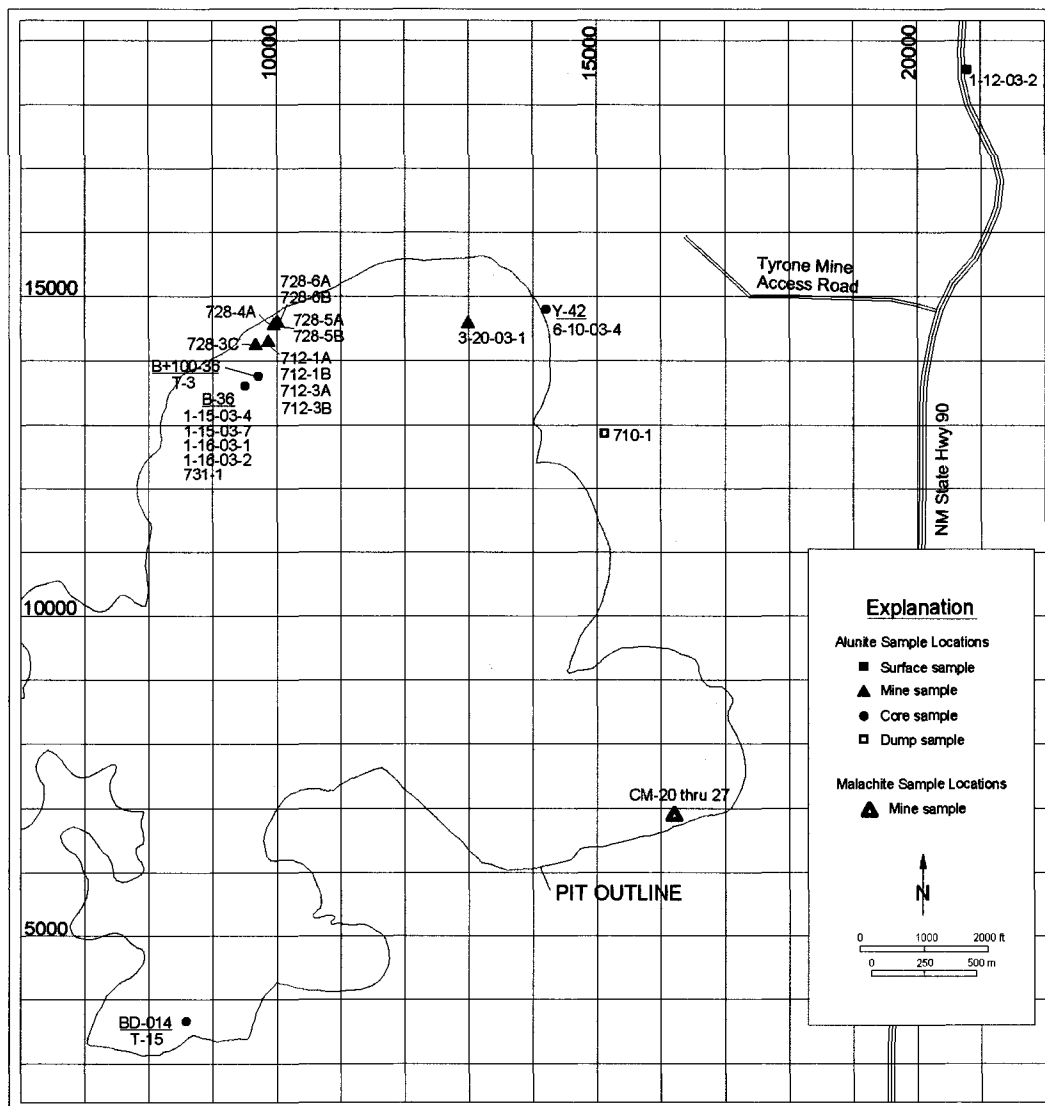 10000
15000
20000
1-12-03-2
Tyrone Mine
Access Road
15000
728-6A
728-6B
728-4A
728-5A
728-5B
728-3C
712-1A
712-1B
712-3A
712-3B
B+100-35
T-3
B-36
1-15-03-4
1-15-03-7
1-16-03-1
1-16-03-2
731-1
3-20-03-1
Y-42
6-10-03-4
710-1
NM State Hwy 90
10000
CM-20 thru 27
PIT OUTLINE
5000
BD-014
T-15
Explanation
Alunite Sample Locations
Surface sample
Mine sample
Core sample
Dump sample
Malachite Sample Locations
Mine sample
N
0 1000 2000 ft
0 250 500 m